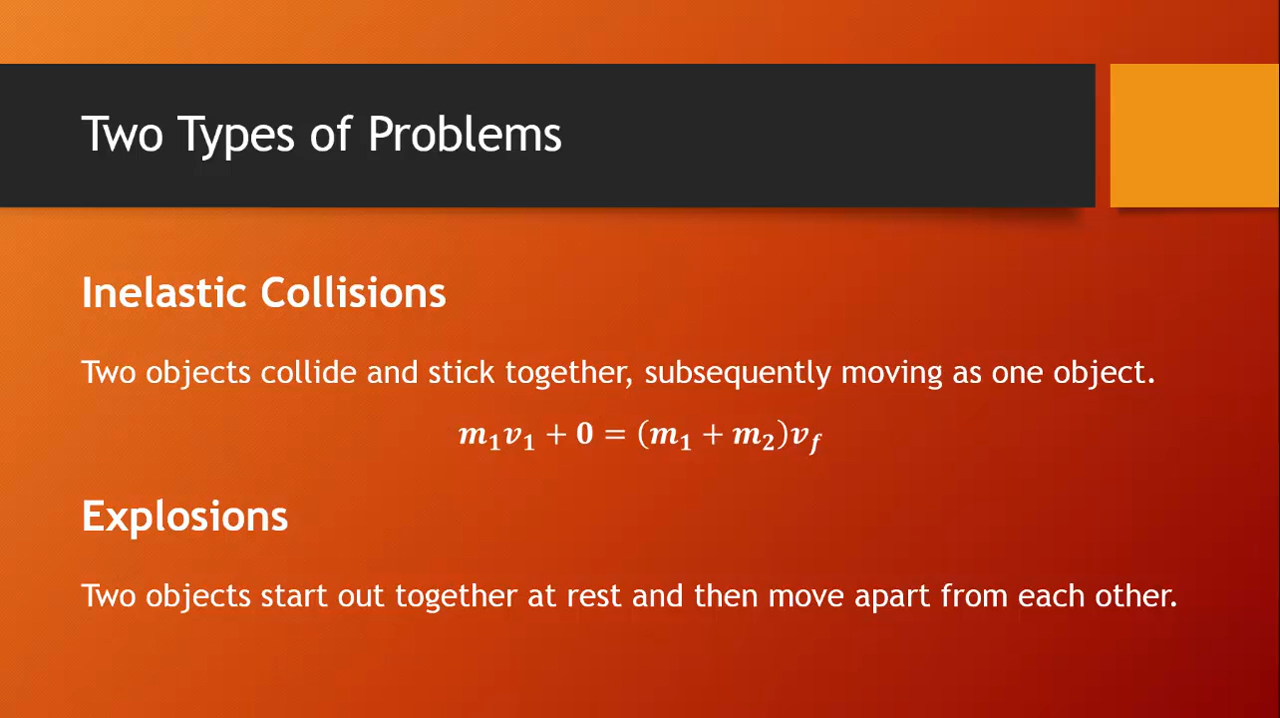 Two Types of Problems
Inelastic Collisions
Two objects collide and stick together, subsequently moving as one object.
𝒎₁𝒗₁ + 𝟎 = (𝒎₁ + 𝒎₂)𝒗_𝒇
Explosions
Two objects start out together at rest and then move apart from each other.